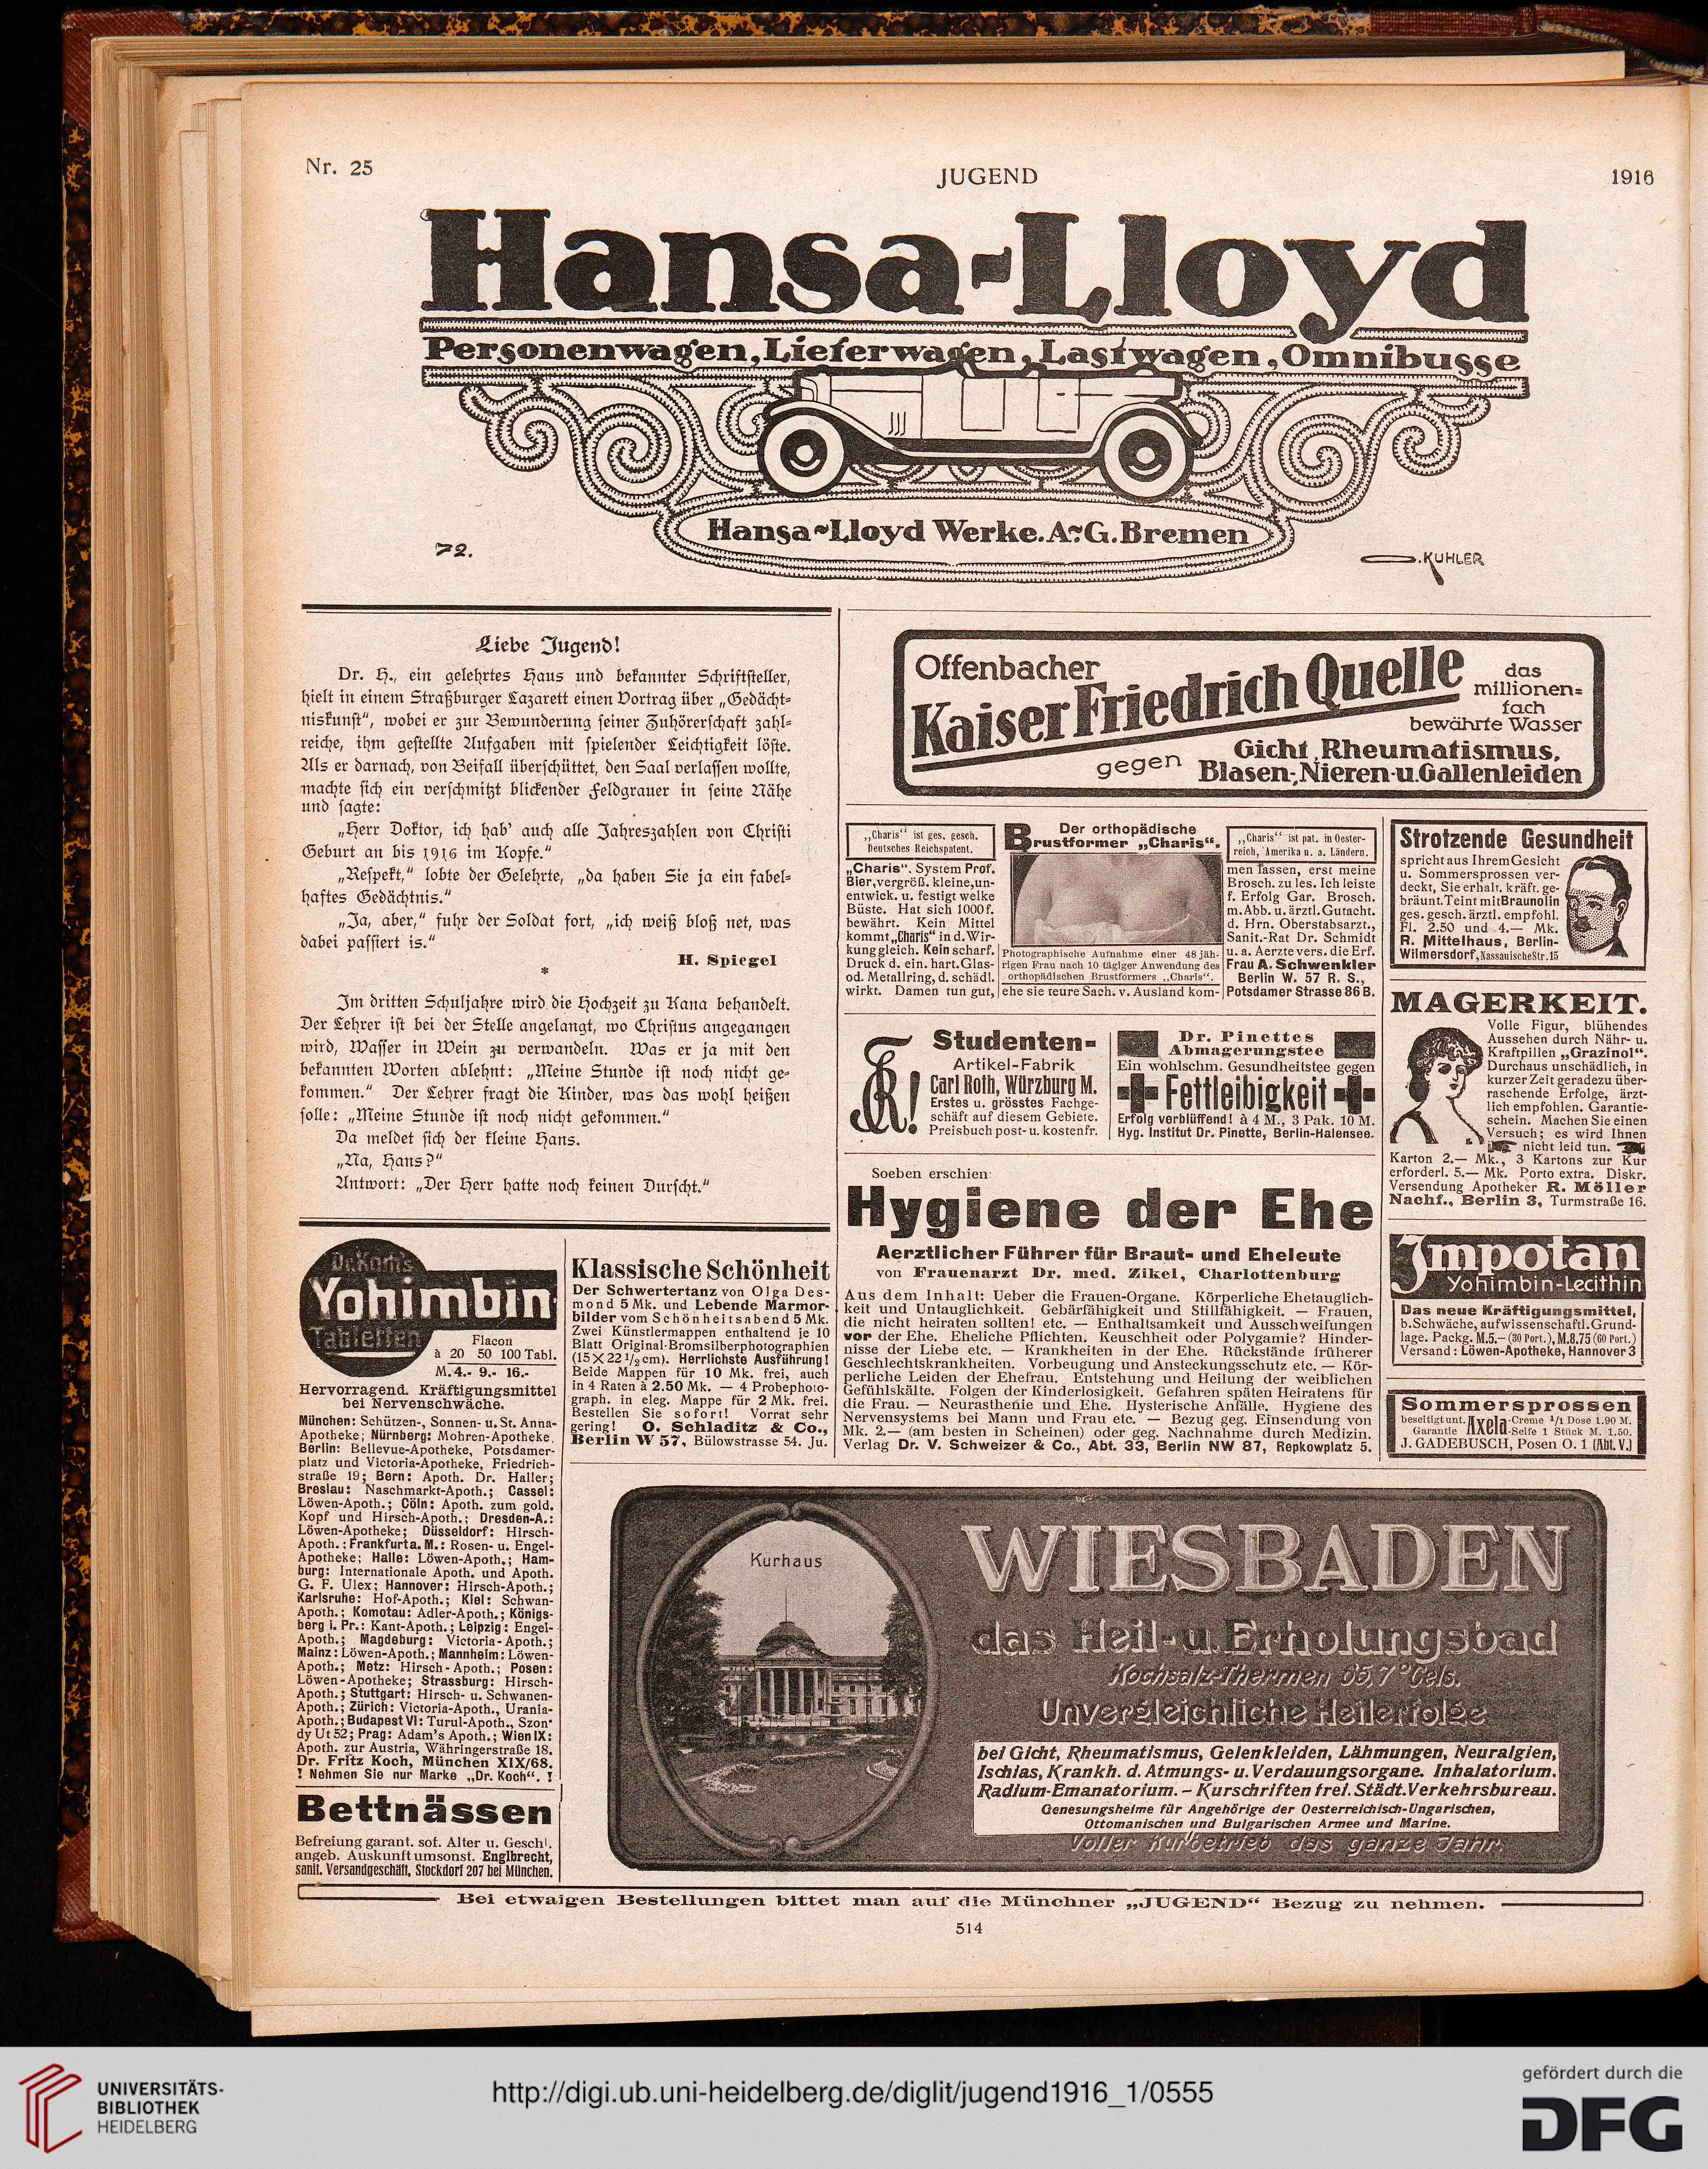 Nr. 25
JUGEND
1916
Hansa-Lloyd
Personenwagen, Lieferwagen, Lastwagen, Omnibusse
Hansa-Lloyd Werke. A-G. Bremen
72.
KUHLER
Liebe Jugend!
Dr. H., ein gelehrtes Haus und bekannter Schriftsteller,
hielt in einem Straßburger Lazarett einen Vortrag über „Gedächt-
niskunst“, wobei er zur Bewunderung seiner Zuhörerschaft zahl-
reiche, ihm gestellte Aufgaben mit spielender Leichtigkeit löste.
Als er darnach, von Beifall überschüttet, den Saal verlassen wollte,
machte sich ein verschmitzt blickender Feldgrauer in seine Nähe
und sagte:
„Herr Doktor, ich hab' auch alle Jahreszahlen von Christi
Geburt an bis 1916 im Kopfe.“
„Respekt,“ lobte der Gelehrte, „da haben Sie ja ein fabel-
haftes Gedächtnis.“
„Ja, aber,“ fuhr der Soldat fort, „ich weiß bloß net, was
dabei passiert is.“
H. Spiegel
*
Im dritten Schuljahre wird die Hochzeit zu Kana behandelt.
Der Lehrer ist bei der Stelle angelangt, wo Christus angegangen
wird, Wasser in Wein zu verwandeln. Was er ja mit den
bekannten Worten ablehnt: „Meine Stunde ist noch nicht ge-
kommen.“ Der Lehrer fragt die Kinder, was das wohl heißen
solle: „Meine Stunde ist noch nicht gekommen.“
Da meldet sich der kleine Hans.
„Na, Hans?“
Antwort: „Der Herr hatte noch keinen Durscht.“
Offenbacher
Kaiser Friedrich Quelle
das
millionen-
fach
bewährte Wasser
gegen
Gicht, Rheumatismus,
Blasen-, Nieren- u. Gallenleiden
„Charis“ ist ges. gesch.
Deutsches Reichspatent.
Der orthopädische
Brustformer „Charis“.
„Charis“ ist pat. in Oester-
reich, Amerika u. a. Ländern.
„Charis“. System Prof.
Bier, vergröß. kleine, un-
entwick. u. festigt welke
Büste. Hat sich 1000 f.
bewährt. Kein Mittel
kommt „Charis“ in d. Wir-
kung gleich. Kein scharf.
Druck d. ein. hart. Glas-
od. Metallring, d. schädl.
wirkt. Damen tun gut,
Photographische Aufnahme einer 48 jäh-
rigen Frau nach 10 tägiger Anwendung des
orthopädischen Brustformers „Charis“.
ehe sie teure Sach. v. Ausland kom-
men lassen, erst meine
Brosch. zu les. Ich leiste
f. Erfolg Gar. Brosch.
m. Abb. u. ärztl. Gutacht.
d. Hrn. Oberstabsarzt.,
Sanit.-Rat Dr. Schmidt
u. a. Aerzte vers. die Erf.
Frau A. Schwenkler
Berlin W. 57 R. S.,
Potsdamer Strasse 86 B.
Strotzende Gesundheit
spricht aus Ihrem Gesicht
u. Sommersprossen ver-
deckt, Sie erhalt. kräft. ge-
bräunt. Teint mit Braunolin
ges. gesch. ärztl. empfohl.
Fl. 2.50 und 4.— Mk.
R. Mittelhaus, Berlin-
Wilmersdorf, Nassauische Str. 15
Studenten-
Artikel-Fabrik
Carl Roth, Würzburg M.
Erstes u. grösstes Fachge-
schäft auf diesem Gebiete.
Preisbuch post- u. kostenfr.
Dr. Pinettes
Abmagerungstee
Ein wohlschm. Gesundheitstee gegen
Fettleibigkeit
Erfolg verblüffend! à 4 M., 3 Pak. 10 M.
Hyg. Institut Dr. Pinette, Berlin-Halensee.
MAGERKEIT.
Volle Figur, blühendes
Aussehen durch Nähr- u.
Kraftpillen „Grazinol“.
Durchaus unschädlich, in
kurzer Zeit geradezu über-
raschende Erfolge, ärzt-
lich empfohlen. Garantie-
schein. Machen Sie einen
Versuch; es wird Ihnen
nicht leid tun.
Karton 2.— Mk., 3 Kartons zur Kur
erforderl. 5.— Mk. Porto extra. Diskr.
Versendung Apotheker R. Möller
Nachf., Berlin 3, Turmstraße 16.
Soeben erschien:
Hygiene der Ehe
Aerztlicher Führer für Braut- und Eheleute
von Frauenarzt Dr. med. Zikel, Charlottenburg
Aus dem Inhalt: Ueber die Frauen-Organe. Körperliche Ehetauglich-
keit und Untauglichkeit. Gebärfähigkeit und Stillfähigkeit. — Frauen,
die nicht heiraten sollten! etc. — Enthaltsamkeit und Ausschweifungen
vor der Ehe. Eheliche Pflichten. Keuschheit oder Polygamie? Hinder-
nisse der Liebe etc. — Krankheiten in der Ehe. Rückstände früherer
Geschlechtskrankheiten. Vorbeugung und Ansteckungsschutz etc. — Kör-
perliche Leiden der Ehefrau. Entstehung und Heilung der weiblichen
Gefühlskälte. Folgen der Kinderlosigkeit. Gefahren späten Heiratens für
die Frau. — Neurasthenie und Ehe. Hysterische Anfälle. Hygiene des
Nervensystems bei Mann und Frau etc. — Bezug geg. Einsendung von
Mk. 2.— (am besten in Scheinen) oder geg. Nachnahme durch Medizin.
Verlag Dr. V. Schweizer & Co., Abt. 33, Berlin NW 87, Repkowplatz 5.
Impotan
Yohimbin-Lecithin
Das neue Kräftigungsmittel,
b. Schwäche, auf wissenschaftl. Grund-
lage. Packg. M. 5.— (30 Port.), M. 8.75 (60 Port.)
Versand: Löwen-Apotheke, Hannover 3
Sommersprossen
beseitigt unt. Garantie Axela-Creme 1/1 Dose 1.90 M.
-Seife 1 Stück M. 1.50.
J. GADEBUSCH, Posen O. 1 (Abt. V.)
Dr. Koch's
Yohimbin
Tabletten
Flacon
à 20 50 100 Tabl.
M. 4.- 9.- 16.-
Hervorragend. Kräftigungsmittel
bei Nervenschwäche.
München: Schützen-, Sonnen- u. St. Anna-
Apotheke; Nürnberg: Mohren-Apotheke,
Berlin: Bellevue-Apotheke, Potsdamer-
platz und Victoria-Apotheke, Friedrich-
straße 19; Bern: Apoth. Dr. Haller;
Breslau: Naschmarkt-Apoth.; Cassel:
Löwen-Apoth.; Cöln: Apoth. zum gold.
Kopf und Hirsch-Apoth.; Dresden-A.:
Löwen-Apotheke; Düsseldorf: Hirsch-
Apoth.; Frankfurt a. M.: Rosen- u. Engel-
Apotheke; Halle: Löwen-Apoth.; Ham-
burg: Internationale Apoth. und Apoth.
G. F. Ulex; Hannover: Hirsch-Apoth.;
Karlsruhe: Hof-Apoth.; Kiel: Schwan-
Apoth.; Komotau: Adler-Apoth.; Königs-
berg i. Pr.: Kant-Apoth.; Leipzig: Engel-
Apoth.; Magdeburg: Victoria-Apoth.;
Mainz: Löwen-Apoth.; Mannheim: Löwen-
Apoth.; Metz: Hirsch-Apoth.; Posen:
Löwen-Apotheke; Strassburg: Hirsch-
Apoth.; Stuttgart: Hirsch- u. Schwanen-
Apoth.; Zürich: Victoria-Apoth., Urania-
Apoth.; Budapest VI: Turul-Apoth., Szon-
dy Ut 52; Prag: Adam's Apoth.; Wien IX:
Apoth. zur Austria, Währingerstraße 18.
Dr. Fritz Koch, München XIX/68.
! Nehmen Sie nur Marke „Dr. Koch“. !
Bettnässen
Befreiung garant. sof. Alter u. Geschl.
angeb. Auskunft umsonst. Englbrecht,
sanit. Versandgeschäft, Stockdorf 207 bei München.
Klassische Schönheit
Der Schwertertanz von Olga Des-
mond 5 Mk. und Lebende Marmor-
bilder vom Schönheitsabend 5 Mk.
Zwei Künstlermappen enthaltend je 10
Blatt Original-Bromsilberphotographien
(15×22 1/2 cm). Herrlichste Ausführung!
Beide Mappen für 10 Mk. frei, auch
in 4 Raten à 2.50 Mk. — 4 Probephoto-
graph. in eleg. Mappe für 2 Mk. frei.
Bestellen Sie sofort! Vorrat sehr
gering! O. Schladitz & Co.,
Berlin W 57, Bülowstrasse 54. Ju.
Kurhaus
WIESBADEN
das Heil- u. Erholungsbad
Kochsalz-Thermen 65,7° Cels.
Unvergleichliche Heilerfolge
bei Gicht, Rheumatismus, Gelenkleiden, Lähmungen, Neuralgien,
Ischias, Krankh. d. Atmungs- u. Verdauungsorgane. Inhalatorium.
Radium-Emanatorium. - Kurschriften frei. Städt. Verkehrsbureau.
Genesungsheime für Angehörige der Oesterreichisch-Ungarischen,
Ottomanischen und Bulgarischen Armee und Marine.
Voller Kurbetrieb das ganze Jahr.
Bei etwaigen Bestellungen bittet man auf die Münchner „JUGEND“ Bezug zu nehmen.
514
UNIVERSITÄTS-
BIBLIOTHEK
HEIDELBERG
http://digi.ub.uni-heidelberg.de/diglit/jugend1916_1/0555
gefördert durch die
DFG